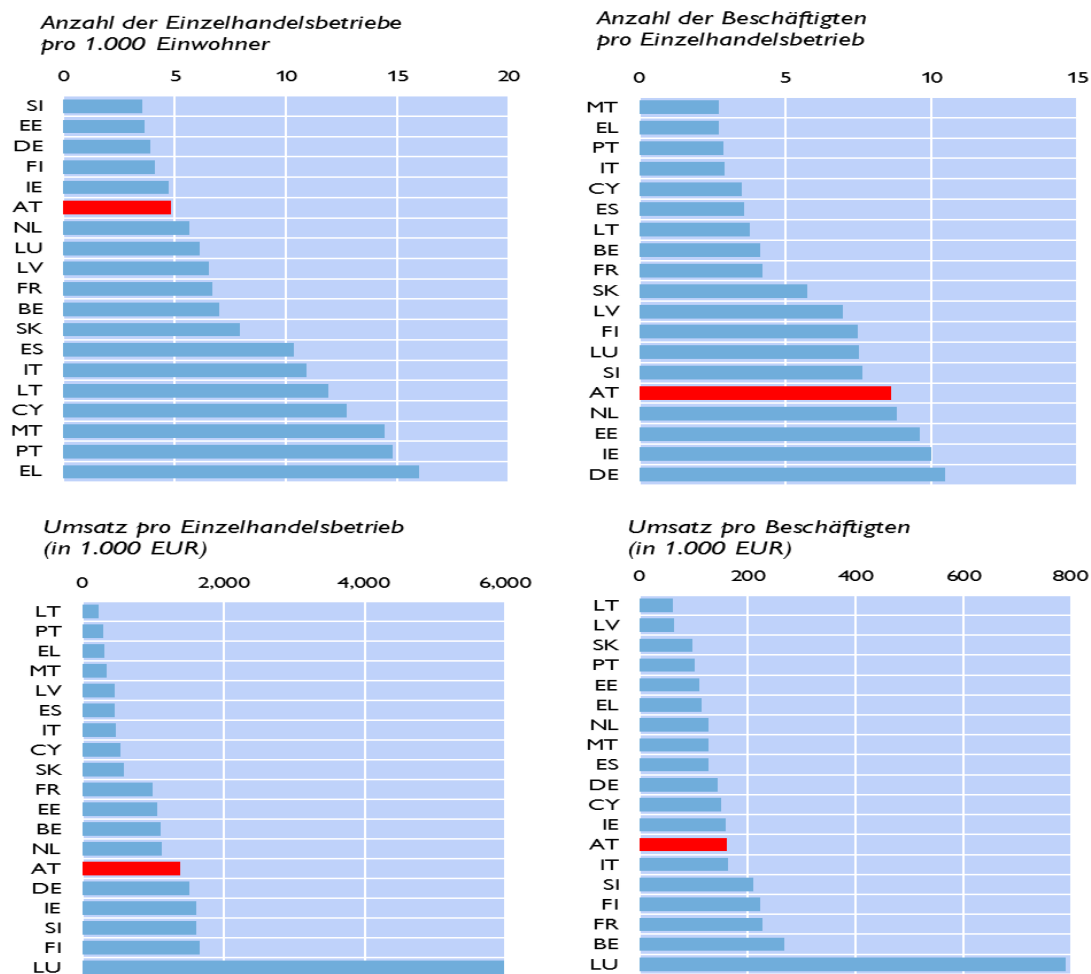 Anzahl der Einzelhandelsbetriebe
pro 1.000 Einwohner
0 5 10 15 20
SI
EE
DE
FI
IE
AT
NL
LU
LV
FR
BE
SK
ES
IT
LT
CY
MT
PT
EL
Anzahl der Beschäftigten
pro Einzelhandelsbetrieb
0 5 10 15
MT
EL
PT
IT
CY
ES
LT
BE
FR
SK
LV
FI
LU
SI
AT
NL
EE
IE
DE
Umsatz pro Einzelhandelsbetrieb
(in 1.000 EUR)
0 2,000 4,000 6,000
LT
PT
EL
MT
LV
ES
IT
CY
SK
FR
EE
BE
NL
AT
DE
IE
SI
FI
LU
Umsatz pro Beschäftigten
(in 1.000 EUR)
0 200 400 600 800
LT
LV
SK
PT
EE
EL
NL
MT
ES
DE
CY
IE
AT
IT
SI
FI
FR
BE
LU